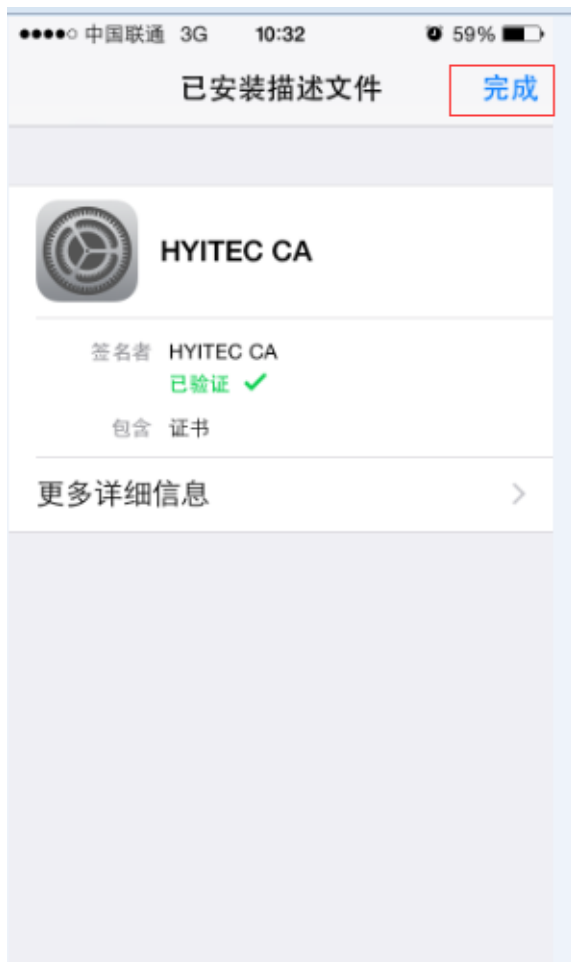 中国联通 3G 10:32 59%
已安装描述文件 完成
HYITEC CA
签名者 HYITEC CA
已验证
包含 证书
更多详细信息